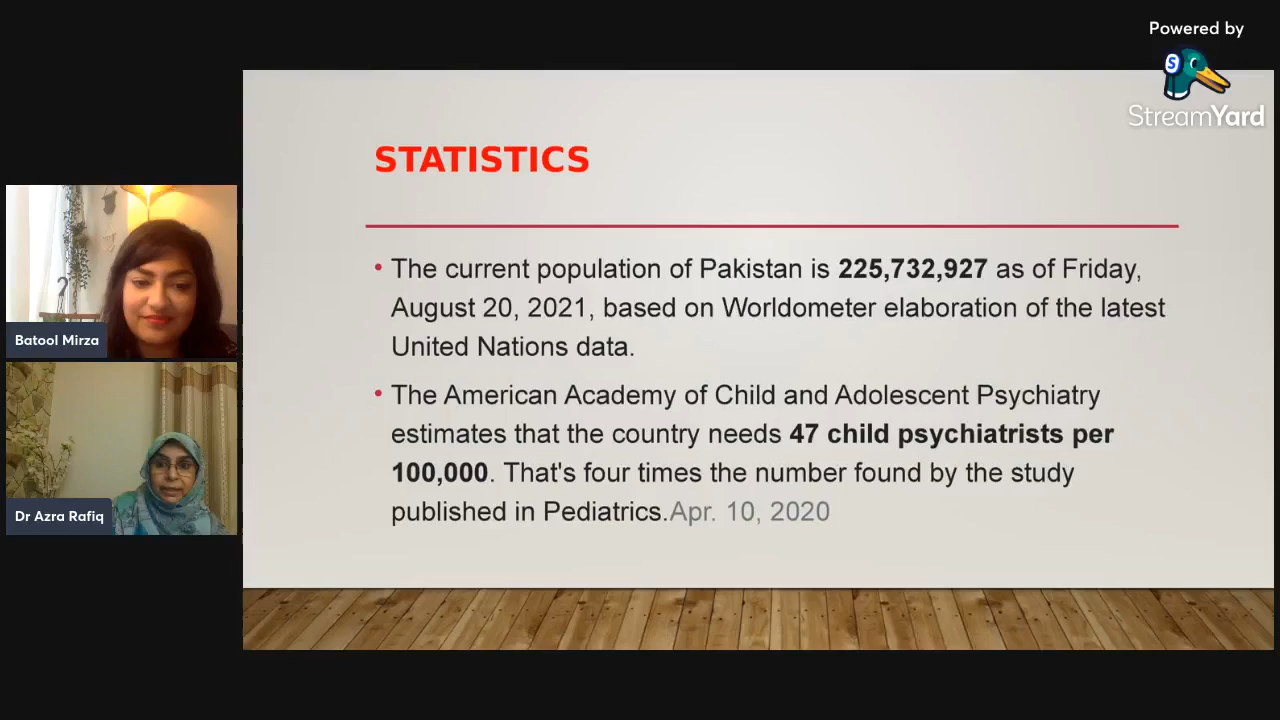 Powered by
StreamYard
STATISTICS
• The current population of Pakistan is 225,732,927 as of Friday,
August 20, 2021, based on Worldometer elaboration of the latest
United Nations data.
• The American Academy of Child and Adolescent Psychiatry
estimates that the country needs 47 child psychiatrists per
100,000. That's four times the number found by the study
published in Pediatrics.Apr. 10, 2020
Batool Mirza
Dr Azra Rafiq